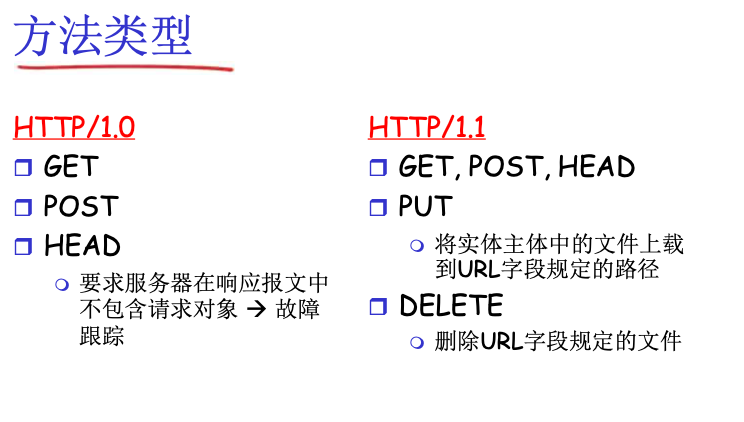 方法类型
HTTP/1.0
GET
POST
HEAD
要求服务器在响应报文中
不包含请求对象 → 故障
跟踪
HTTP/1.1
GET, POST, HEAD
PUT
将实体主体中的文件上载
到URL字段规定的路径
DELETE
删除URL字段规定的文件